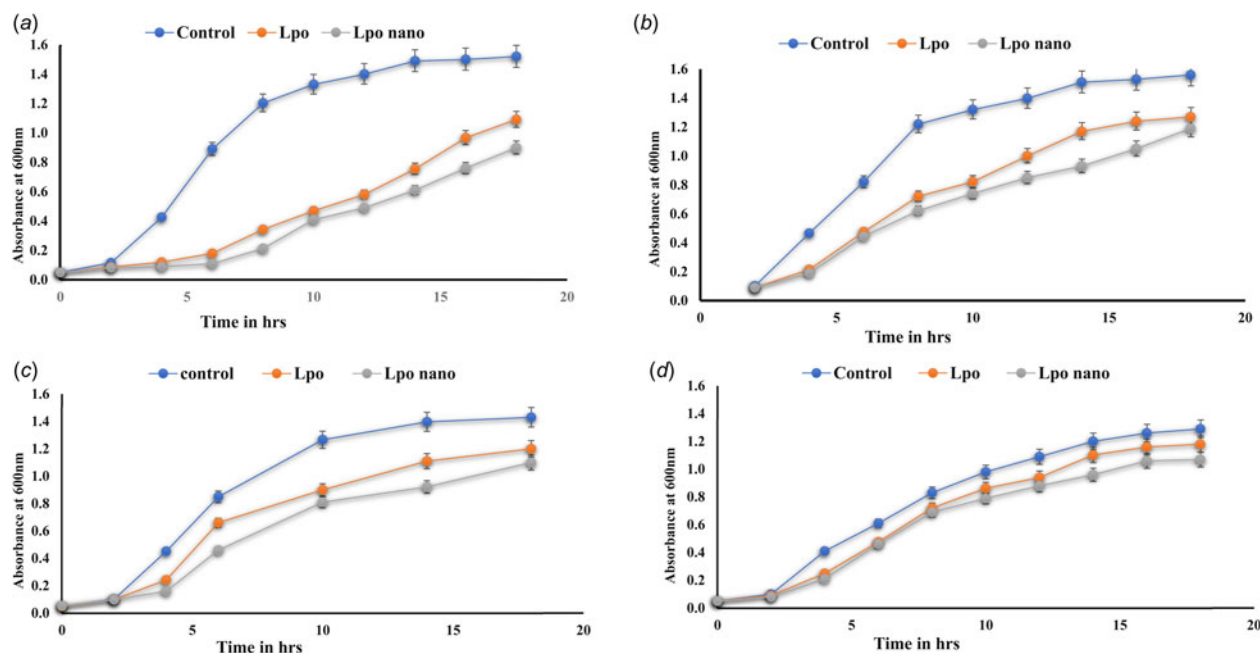 (a)
Control Lpo Lpo nano
1.6
1.4
1.2
1.0
0.8
0.6
0.4
0.2
0.0
Absorbance at 600nm
0 5 10 15 20
Time in hrs
(b)
Control Lpo Lpo nano
1.6
1.4
1.2
1.0
0.8
0.6
0.4
0.2
0.0
Absorbance at 600nm
0 5 10 15 20
Time in hrs
(c)
control Lpo Lpo nano
1.6
1.4
1.2
1.0
0.8
0.6
0.4
0.2
0.0
Absorbance at 600nm
0 5 10 15 20
Time in hrs
(d)
Control Lpo Lpo nano
1.6
1.4
1.2
1.0
0.8
0.6
0.4
0.2
0.0
Absorbance at 600nm
0 5 10 15 20
Time in hrs